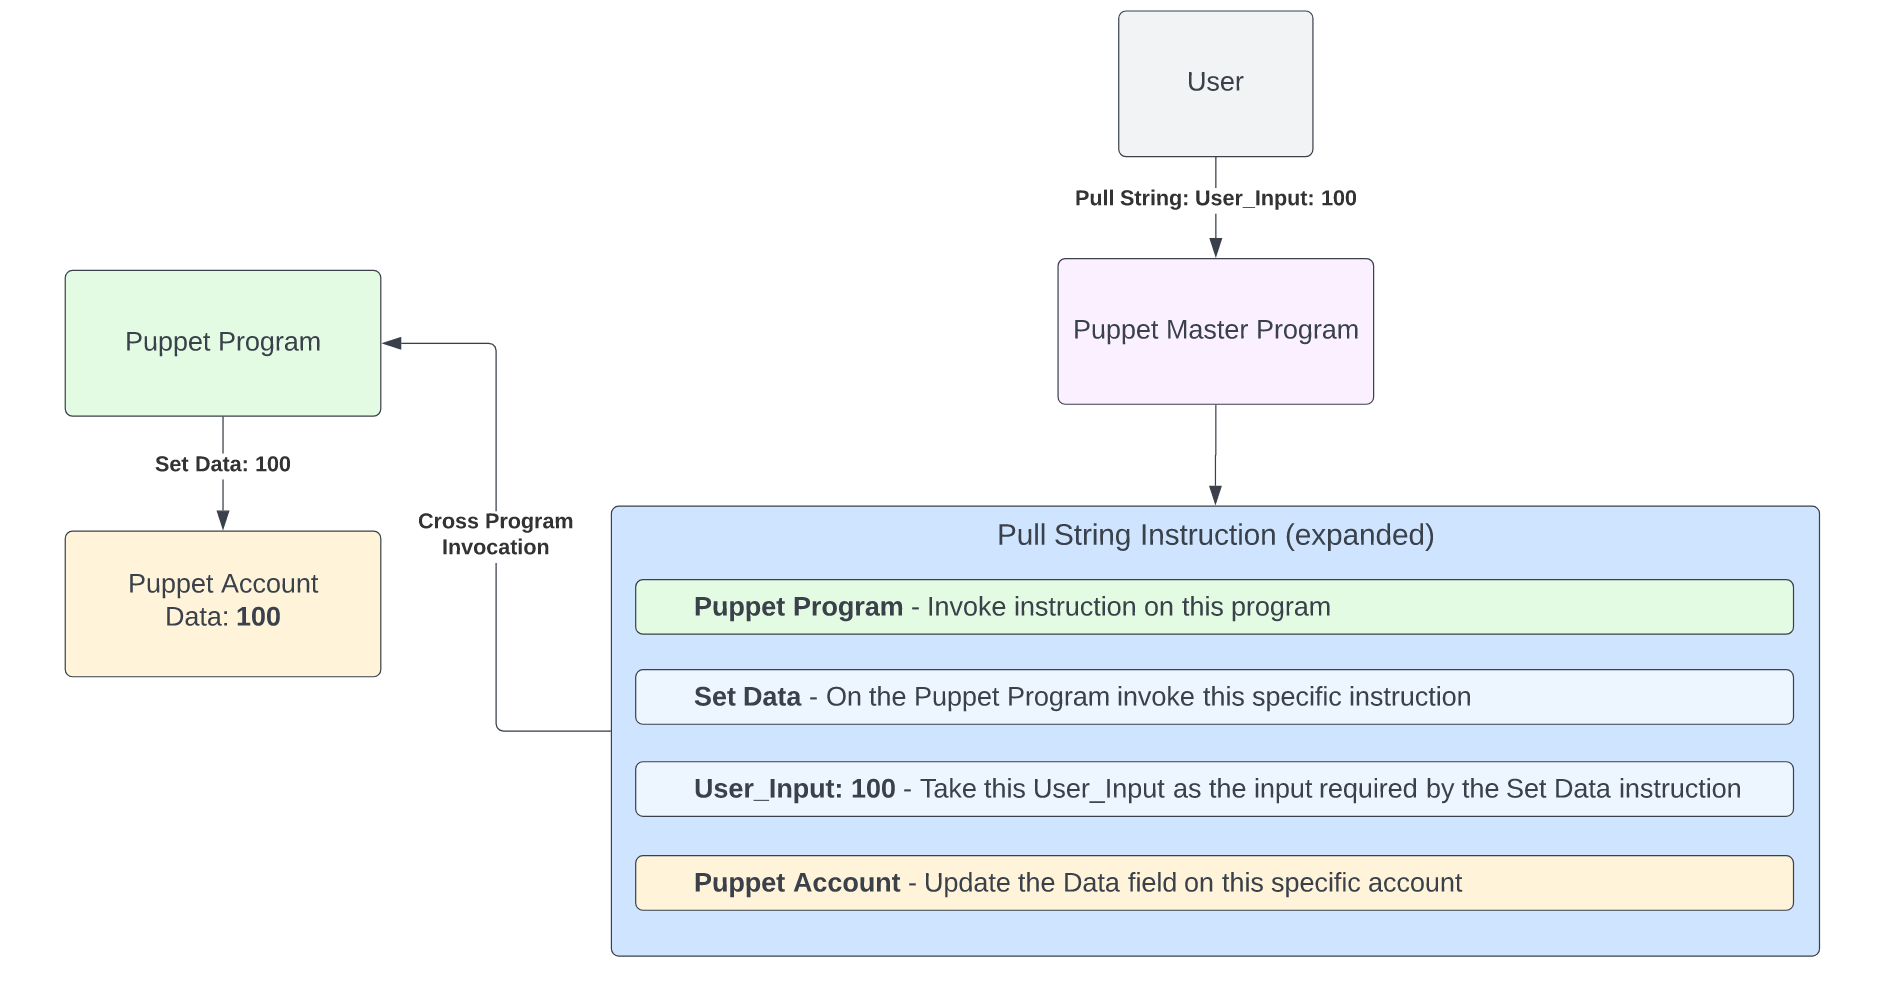 User
Pull String: User_Input: 100
Puppet Master Program
Puppet Program
Set Data: 100
Puppet Account
Data: 100
Cross Program
Invocation
Pull String Instruction (expanded)
Puppet Program - Invoke instruction on this program
Set Data - On the Puppet Program invoke this specific instruction
User_Input: 100 - Take this User_Input as the input required by the Set Data instruction
Puppet Account - Update the Data field on this specific account